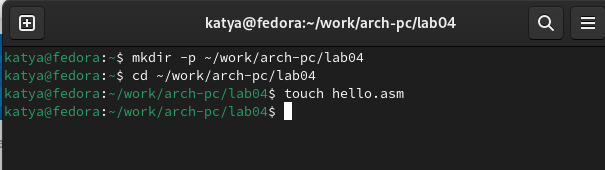 katya@fedora:~/work/arch-pc/lab04
katya@fedora:~$ mkdir -p ~/work/arch-pc/lab04
katya@fedora:~$ cd ~/work/arch-pc/lab04
katya@fedora:~/work/arch-pc/lab04$ touch hello.asm
katya@fedora:~/work/arch-pc/lab04$